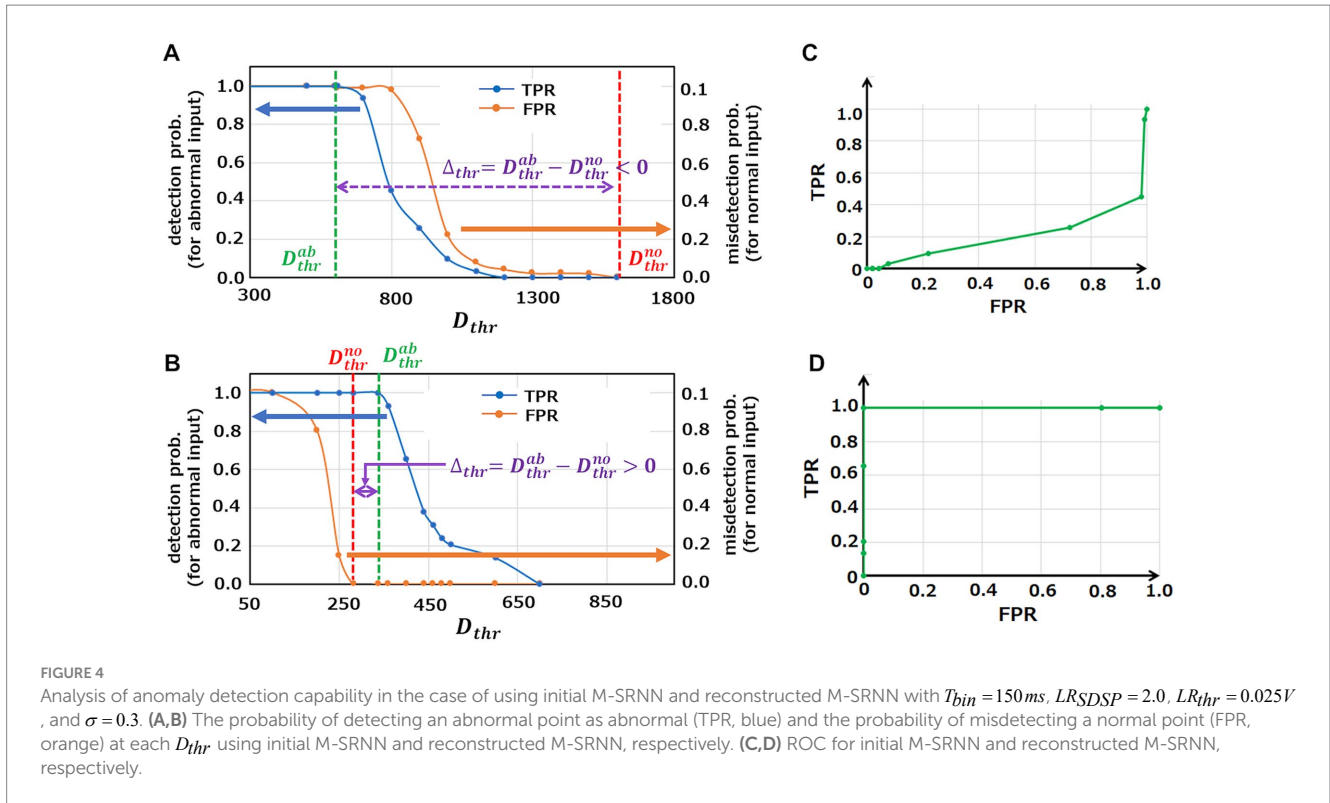 A
detection prob.
(for abnormal input)
1.0
0.8
0.6
0.4
0.2
0.0
TPR
FPR
Δthr = D^ab_thr − D^no_thr < 0
D^ab_thr
D^no_thr
0.1
0.8
0.6
0.4
0.2
0.0
misdetection prob.
(for normal input)
300
800
1300
1800
D_thr
C
TPR
1.0
0.8
0.6
0.4
0.2
0
0
0.2
0.4
0.6
0.8
1.0
FPR
B
D^no_thr
D^ab_thr
detection prob.
(for abnormal input)
1.0
0.8
0.6
0.4
0.2
0.0
TPR
FPR
Δthr = D^ab_thr − D^no_thr > 0
0.1
0.8
0.6
0.4
0.2
0.0
misdetection prob.
(for normal input)
50
250
450
650
850
D_thr
D
TPR
1.0
0.8
0.6
0.4
0.2
0
0
0.2
0.4
0.6
0.8
1.0
FPR
FIGURE 4
Analysis of anomaly detection capability in the case of using initial M-SRNN and reconstructed M-SRNN with T_bin = 150 ms, LR_SDSP = 2.0, LR_thr = 0.025V
, and σ = 0.3. (A,B) The probability of detecting an abnormal point as abnormal (TPR, blue) and the probability of misdetecting a normal point (FPR,
orange) at each D_thr using initial M-SRNN and reconstructed M-SRNN, respectively. (C,D) ROC for initial M-SRNN and reconstructed M-SRNN,
respectively.